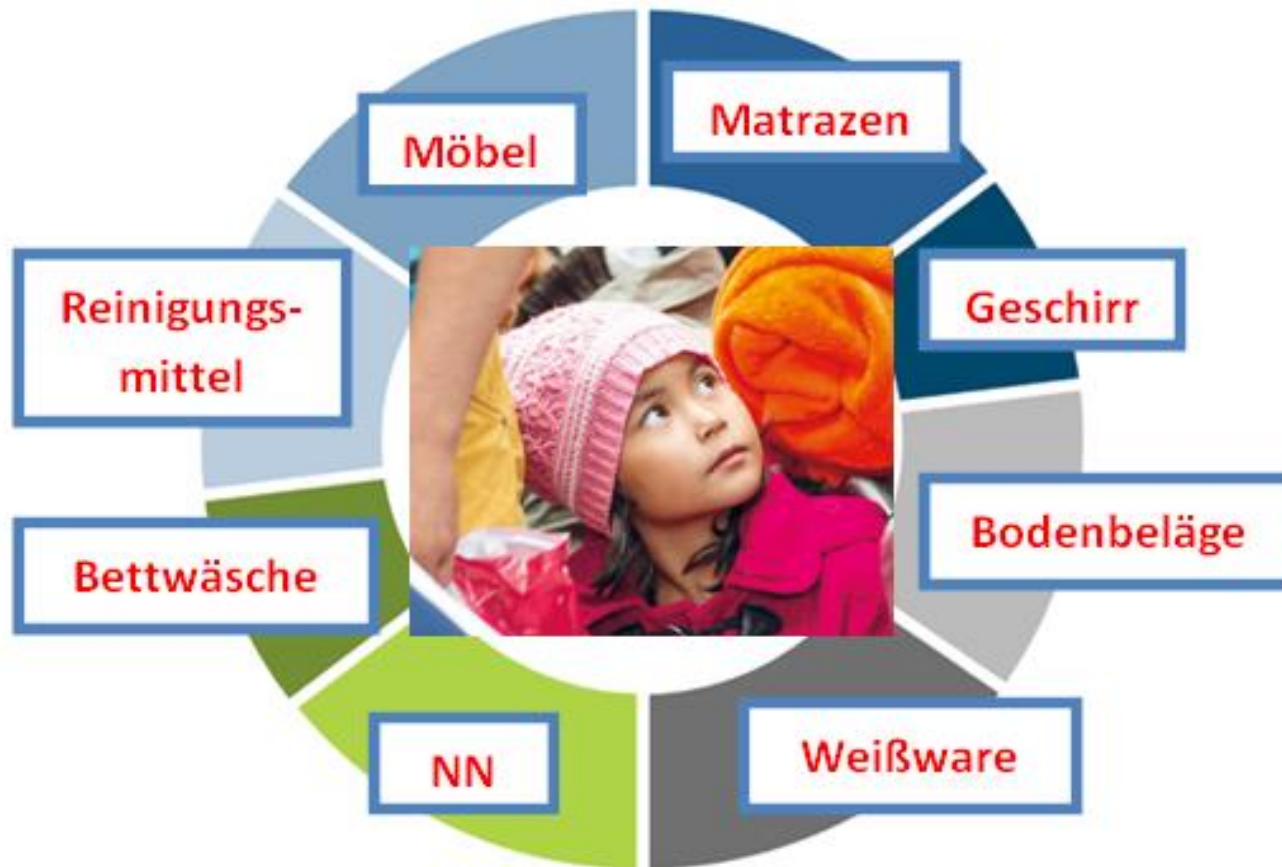 Möbel
Matrazen
Reinigungs-
mittel
Geschirr
Bettwäsche
Bodenbeläge
NN
Weißware